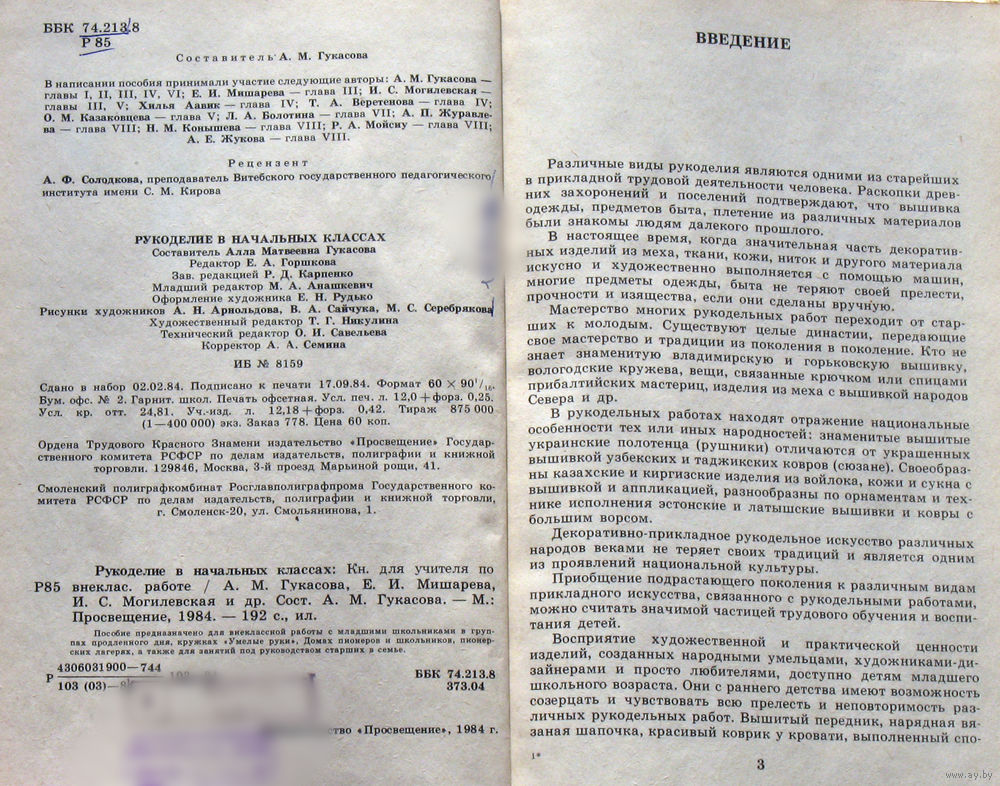 ББК 74.213.8
Р 85
Составитель А. М. Гукасова
В написании пособия принимали участие следующие авторы: А. М. Гукасова —
главы I, II, III, IV, VI; Е. И. Мишарева — глава III; И. С. Могилевская —
главы III, V; Хилья Аавик — глава IV; Т. А. Веретенова — глава IV;
О. М. Казаковцева — глава V; Л. А. Болотина — глава VII; А. П. Журавле-
ва — глава VIII; Н. М. Конышева — глава VIII; Р. А. Мойсиу — глава VIII;
А. Е. Жукова — глава VIII.
Рецензент
А. Ф. Солодкова, преподаватель Витебского государственного педагогического
института имени С. М. Кирова
РУКОДЕЛИЕ В НАЧАЛЬНЫХ КЛАССАХ
Составитель Алла Матвеевна Гукасова
Редактор Е. А. Горшкова
Зав. редакцией Р. Д. Карпенко
Младший редактор М. А. Анашкевич
Оформление художника Е. Н. Рудько
Рисунки художников А. Н. Арнольдова, В. А. Сайчука, М. С. Серебрякова
Художественный редактор Т. Г. Никулина
Технический редактор О. И. Савельева
Корректор А. А. Семина
ИБ № 8159
Сдано в набор 02.02.84. Подписано к печати 17.09.84. Формат 60 × 90¹/₁₆.
Бум. офс. № 2. Гарнит. школ. Печать офсетная. Усл. печ. л. 12,0 + форз. 0,25.
Усл. кр. отт. 24,81. Уч.-изд. л. 12,18 + форз. 0,42. Тираж 875 000
(1—400 000) экз. Заказ 778. Цена 60 коп.
Ордена Трудового Красного Знамени издательство «Просвещение» Государ-
ственного комитета РСФСР по делам издательств, полиграфии и книжной
торговли. 129846, Москва, 3-й проезд Марьиной рощи, 41.
Смоленский полиграфкомбинат Росглавполиграфпрома Государственного ко-
митета РСФСР по делам издательств, полиграфии и книжной торговли,
г. Смоленск-20, ул. Смольянинова, 1.
Рукоделие в начальных классах: Кн. для учителя по
Р85 внеклас. работе / А. М. Гукасова, Е. И. Мишарева,
И. С. Могилевская и др. Сост. А. М. Гукасова. — М.:
Просвещение, 1984. — 192 с., ил.
Пособие предназначено для внеклассной работы с младшими школьниками в груп-
пах продленного дня, кружках «Умелые руки», Домах пионеров и школьников, пионер-
ских лагерях, а также для занятий под руководством старших в семье.
Р 4306031900—744
103 (03)—
ББК 74.213.8
373.04
ство «Просвещение», 1984 г.
ВВЕДЕНИЕ
Различные виды рукоделия являются одними из старейших
в прикладной трудовой деятельности человека. Раскопки древ-
них захоронений и поселений подтверждают, что вышивка
одежды, предметов быта, плетение из различных материалов
были знакомы людям далекого прошлого.
В настоящее время, когда значительная часть декоратив-
ных изделий из меха, ткани, кожи, ниток и другого материала
искусно и художественно выполняется с помощью машин,
многие предметы одежды, быта не теряют своей прелести,
прочности и изящества, если они сделаны вручную.
Мастерство многих рукодельных работ переходит от стар-
ших к молодым. Существуют целые династии, передающие
свое мастерство и традиции из поколения в поколение. Кто не
знает знаменитую владимирскую и горьковскую вышивку,
вологодские кружева, вещи, связанные крючком или спицами
прибалтийских мастериц, изделия из меха с вышивкой народов
Севера и др.
В рукодельных работах находят отражение национальные
особенности тех или иных народностей: знаменитые вышитые
украинские полотенца (рушники) отличаются от украшенных
вышивкой узбекских и таджикских ковров (сюзане). Своеобраз-
ны казахские и киргизские изделия из войлока, кожи и сукна с
вышивкой и аппликацией, разнообразны по орнаментам и тех-
нике исполнения эстонские и латышские вышивки и ковры с
большим ворсом.
Декоративно-прикладное рукодельное искусство различных
народов веками не теряет своих традиций и является одним
из проявлений национальной культуры.
Приобщение подрастающего поколения к различным видам
прикладного искусства, связанного с рукодельными работами,
можно считать значимой частицей трудового обучения и воспи-
тания детей.
Восприятие художественной и практической ценности
изделий, созданных народными умельцами, художниками-ди-
зайнерами и просто любителями, доступно детям младшего
школьного возраста. Они с раннего детства имеют возможность
созерцать и чувствовать всю прелесть и неповторимость раз-
личных рукодельных работ. Вышитый передник, нарядная вя-
заная шапочка, красивый коврик у кровати, выполненный спо-
1*
3
www.ay.by